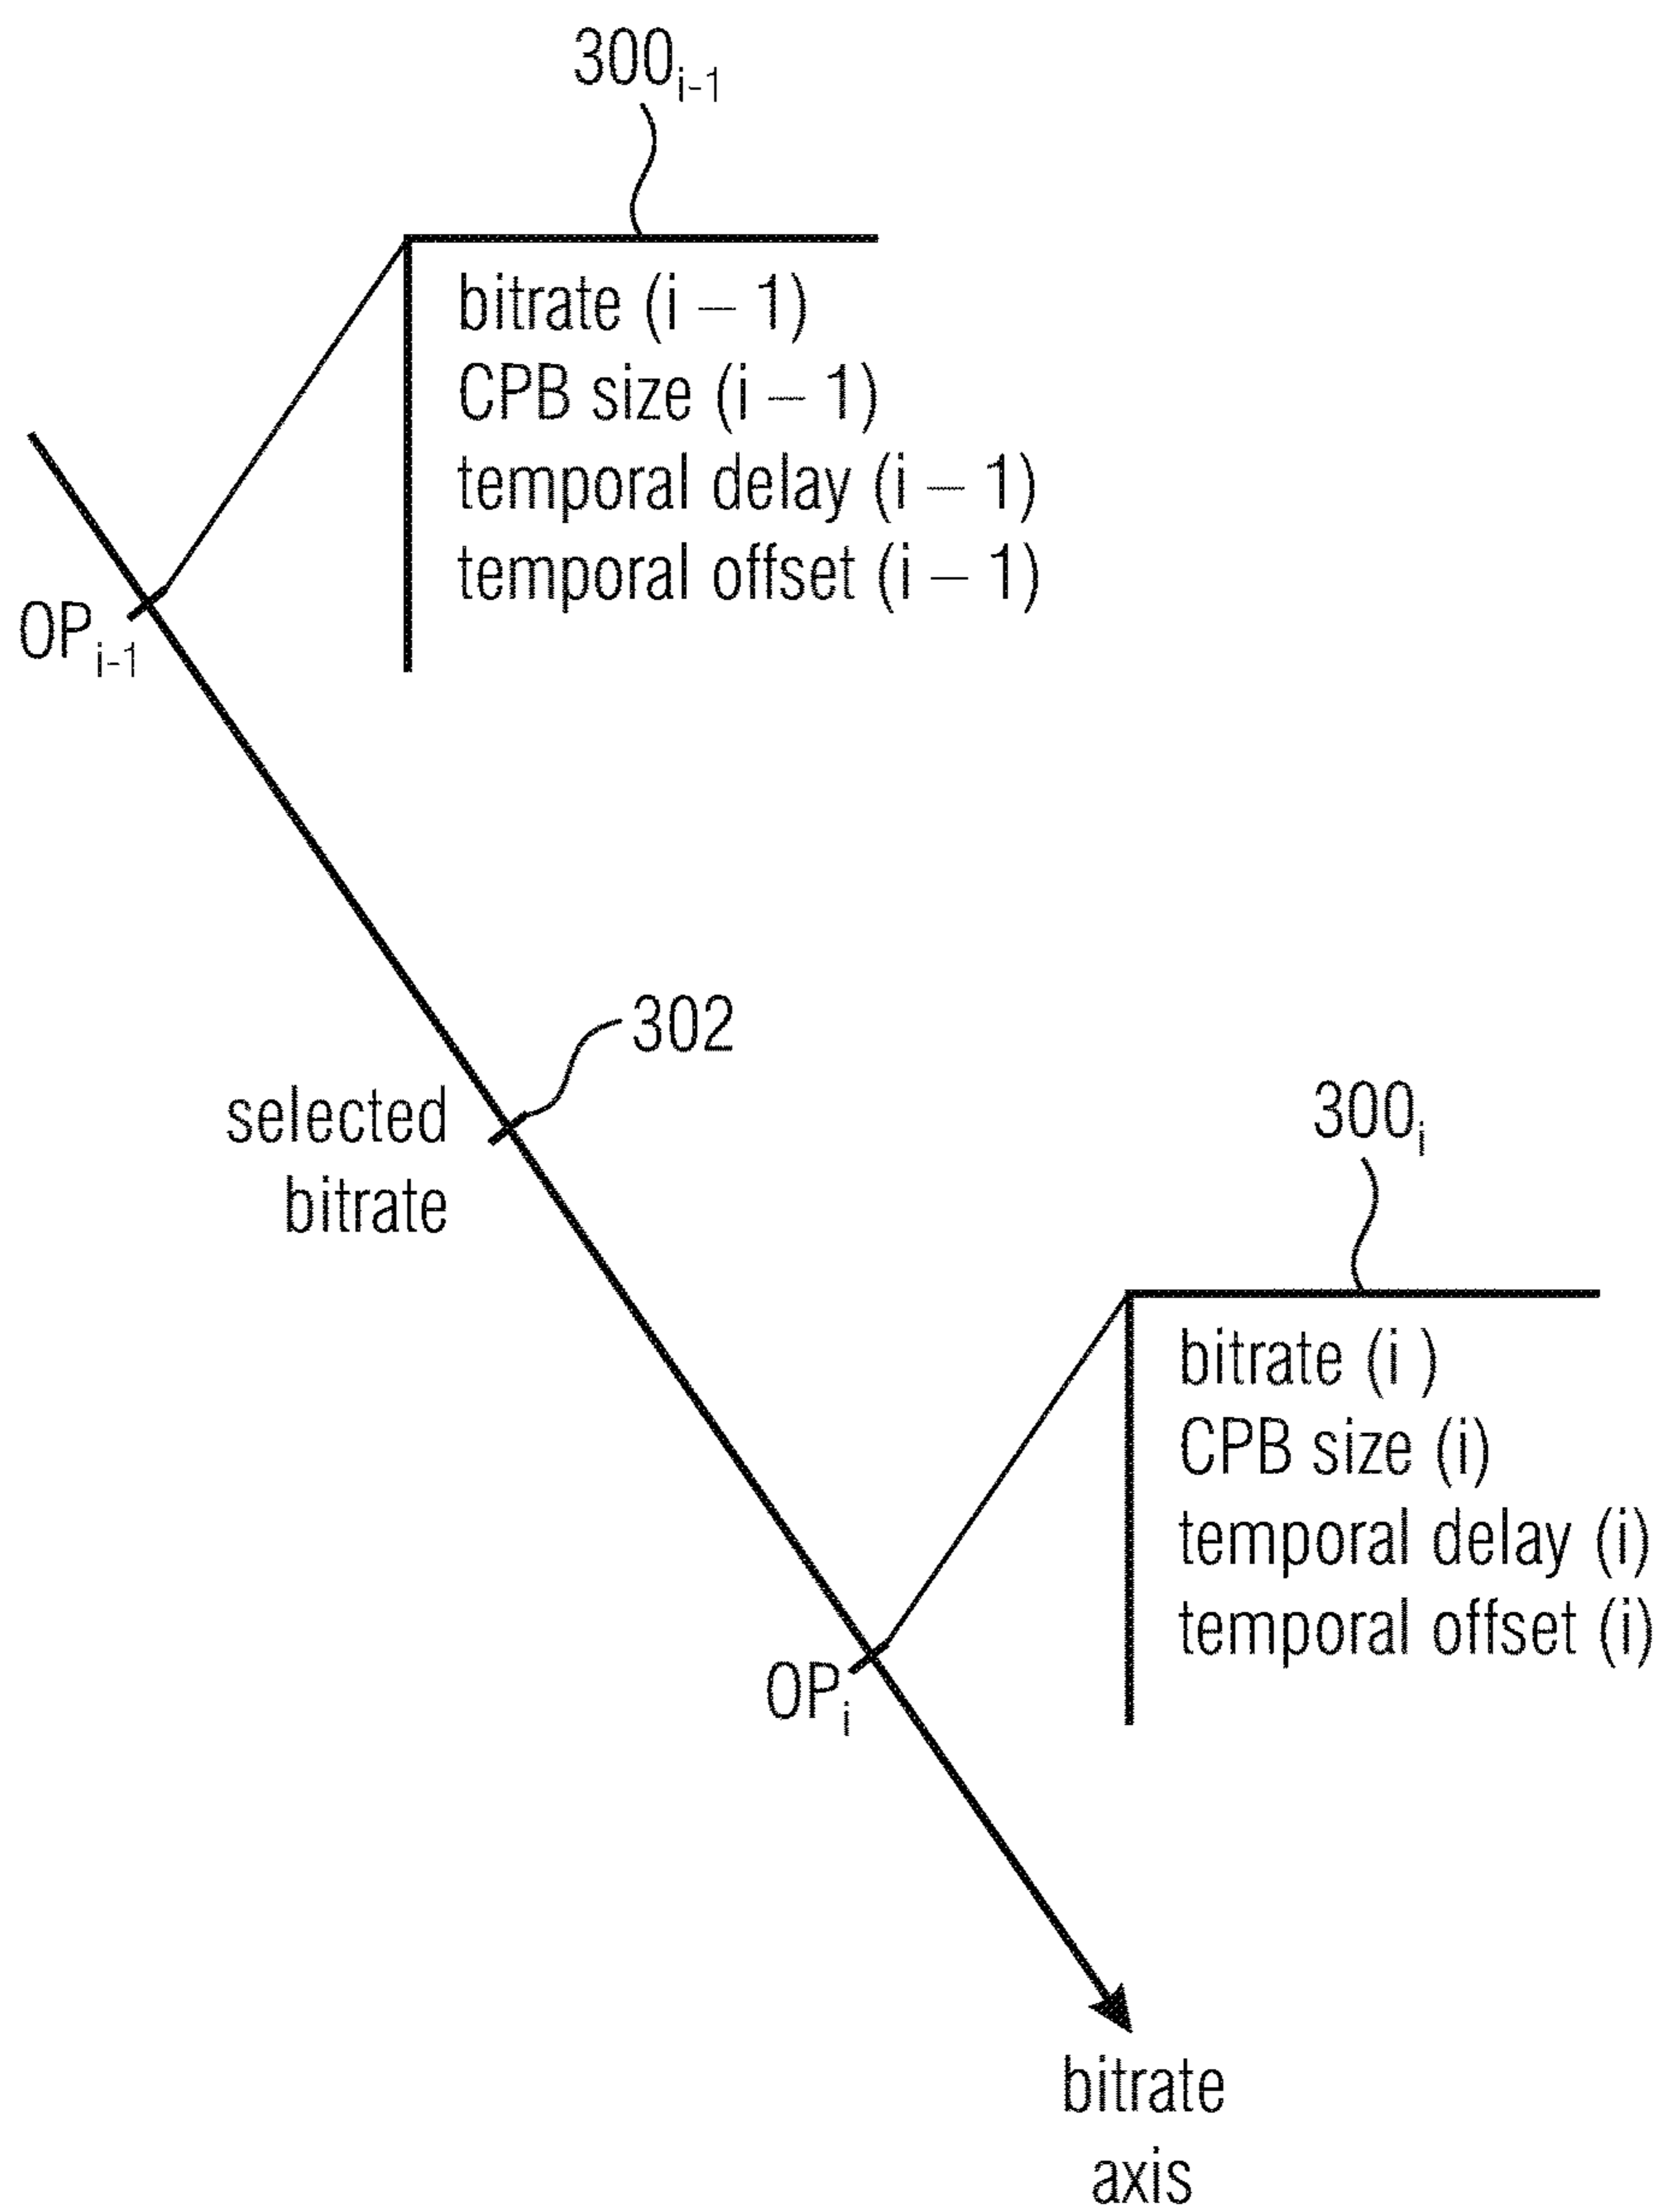 300i-1
bitrate (i – 1)
CPB size (i – 1)
temporal delay (i – 1)
temporal offset (i – 1)
OPi-1
302
selected
bitrate
300i
bitrate (i )
CPB size (i)
temporal delay (i)
temporal offset (i)
OPi
bitrate
axis